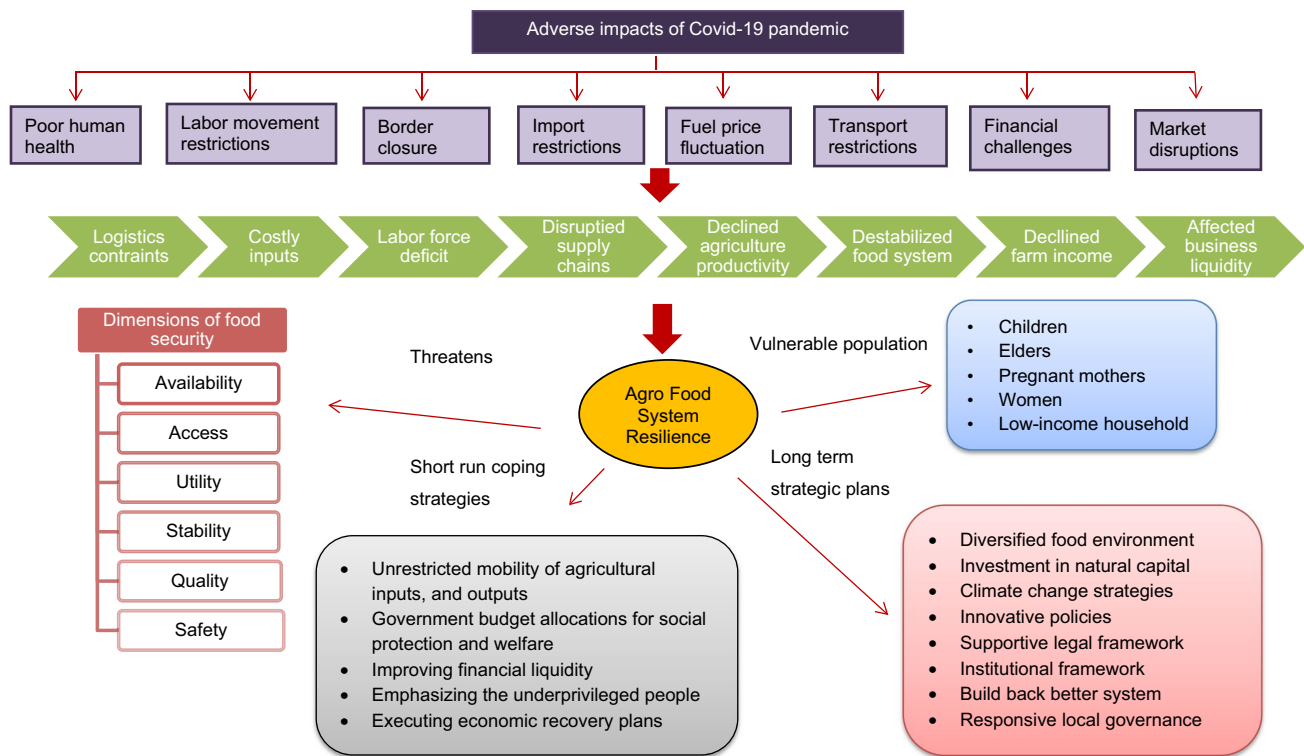 Adverse impacts of Covid-19 pandemic
Poor human
health
Labor movement
restrictions
Border
closure
Import
restrictions
Fuel price
fluctuation
Transport
restrictions
Financial
challenges
Market
disruptions
Logistics
contraints
Costly
inputs
Labor force
deficit
Disruptied
supply
chains
Declined
agriculture
productivity
Destabilized
food system
Decllined
farm income
Affected
business
liquidity
Dimensions of food
security
Availability
Access
Utility
Stability
Quality
Safety
Threatens
Agro Food
System
Resilience
Vulnerable population
• Children
• Elders
• Pregnant mothers
• Women
• Low-income household
Short run coping
strategies
• Unrestricted mobility of agricultural
inputs, and outputs
• Government budget allocations for social
protection and welfare
• Improving financial liquidity
• Emphasizing the underprivileged people
• Executing economic recovery plans
Long term
strategic plans
• Diversified food environment
• Investment in natural capital
• Climate change strategies
• Innovative policies
• Supportive legal framework
• Institutional framework
• Build back better system
• Responsive local governance